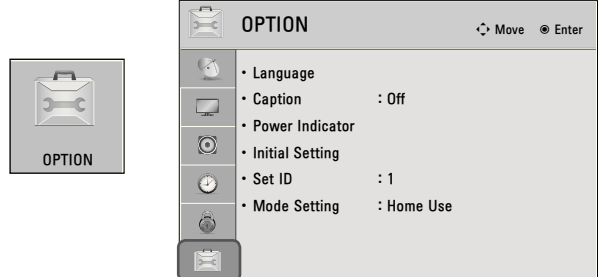 OPTION
OPTION
Move Enter
• Language
• Caption : Off
• Power Indicator
• Initial Setting
• Set ID : 1
• Mode Setting : Home Use